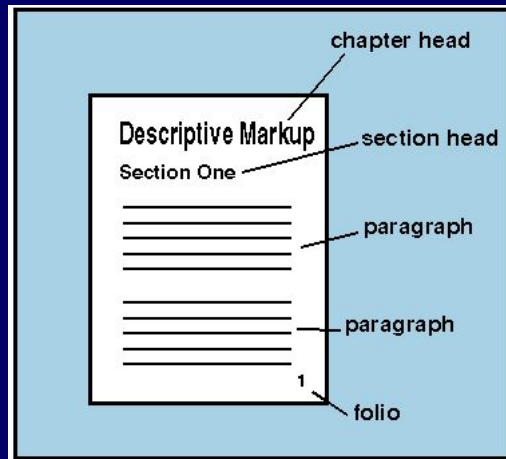 chapter head
Descriptive Markup
section head
Section One
paragraph
paragraph
1
folio